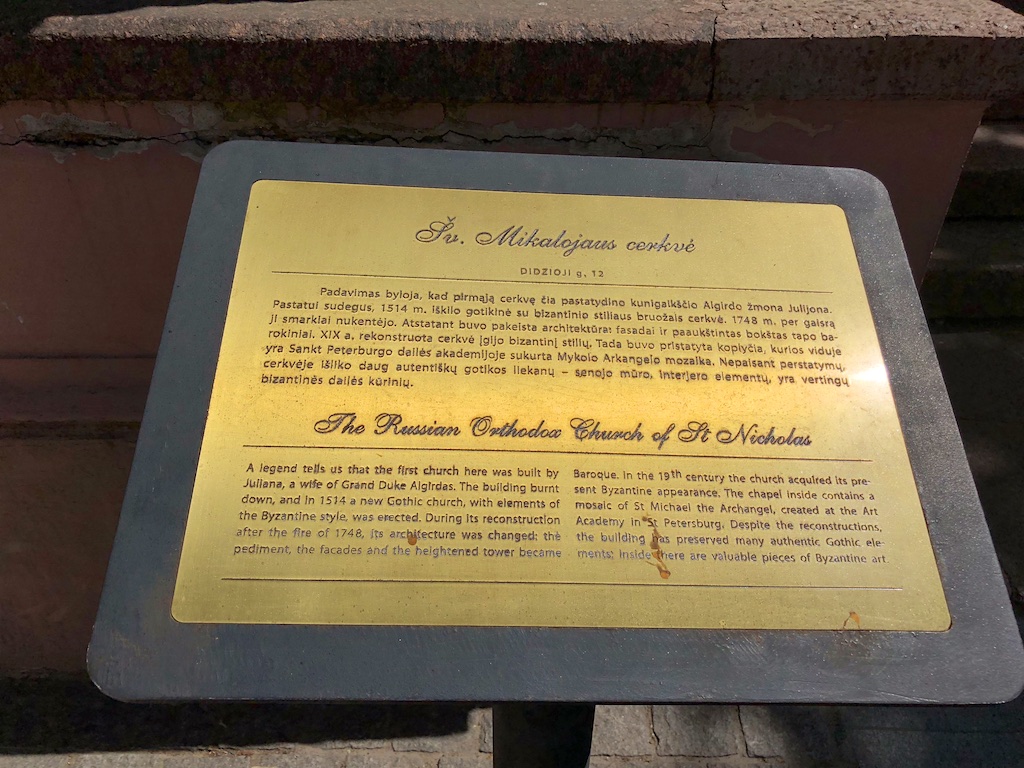 Šv. Mikalojaus cerkvė
DIDŽIOJI g. 12
Padavimas byloja, kad pirmąją cerkvę čia pastatydino kunigaikščio Algirdo žmona Julijona.
Pastatui sudegus, 1514 m. iškilo gotikinė su bizantinio stiliaus bruožais cerkvė. 1748 m. per gaisrą
ji smarkiai nukentėjo. Atstatant buvo pakeista architektūra: fasadai ir paaukštintas bokštas tapo ba-
rokiniai. XIX a. rekonstruota cerkvė įgijo bizantinį stilių. Tada buvo pristatyta koplyčia, kurios viduje
yra Sankt Peterburgo dailės akademijoje sukurta Mykolo Arkangelo mozaika. Nepaisant perstatymų,
cerkvėje išliko daug autentiškų gotikos liekanų – senojo mūro, interjero elementų, yra vertingų
bizantinės dailės kūrinių.
The Russian Orthodox Church of St Nicholas
A legend tells us that the first church here was built by
Juliana, a wife of Grand Duke Algirdas. The building burnt
down, and in 1514 a new Gothic church, with elements of
the Byzantine style, was erected. During its reconstruction
after the fire of 1748, its architecture was changed: the
pediment, the facades and the heightened tower became
Baroque. In the 19th century the church acquired its pre-
sent Byzantine appearance. The chapel inside contains a
mosaic of St Michael the Archangel, created at the Art
Academy in St Petersburg. Despite the reconstructions,
the building has preserved many authentic Gothic ele-
ments; inside there are valuable pieces of Byzantine art